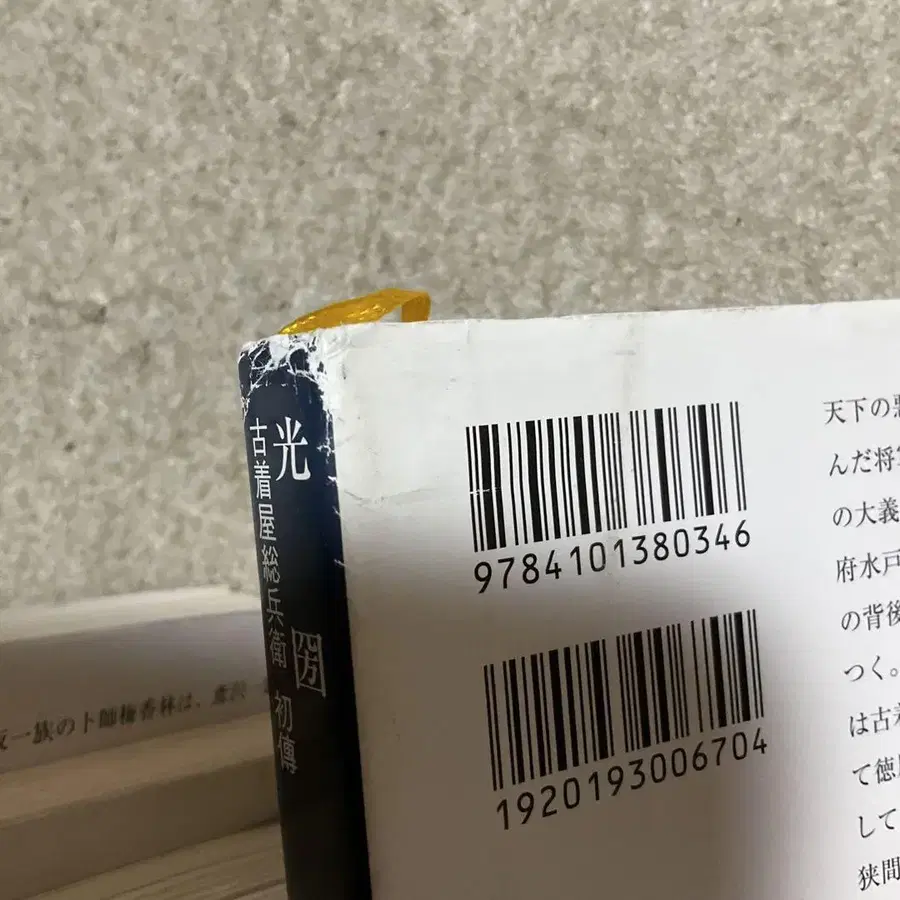 光圀
古着屋総兵衛 初傳
9784101380346
1920193006704
天下の悪
んだ将
の大義
府水戸
の背後
つく。
は古着
て徳
して
狭間
一族の卜師梅香林は、